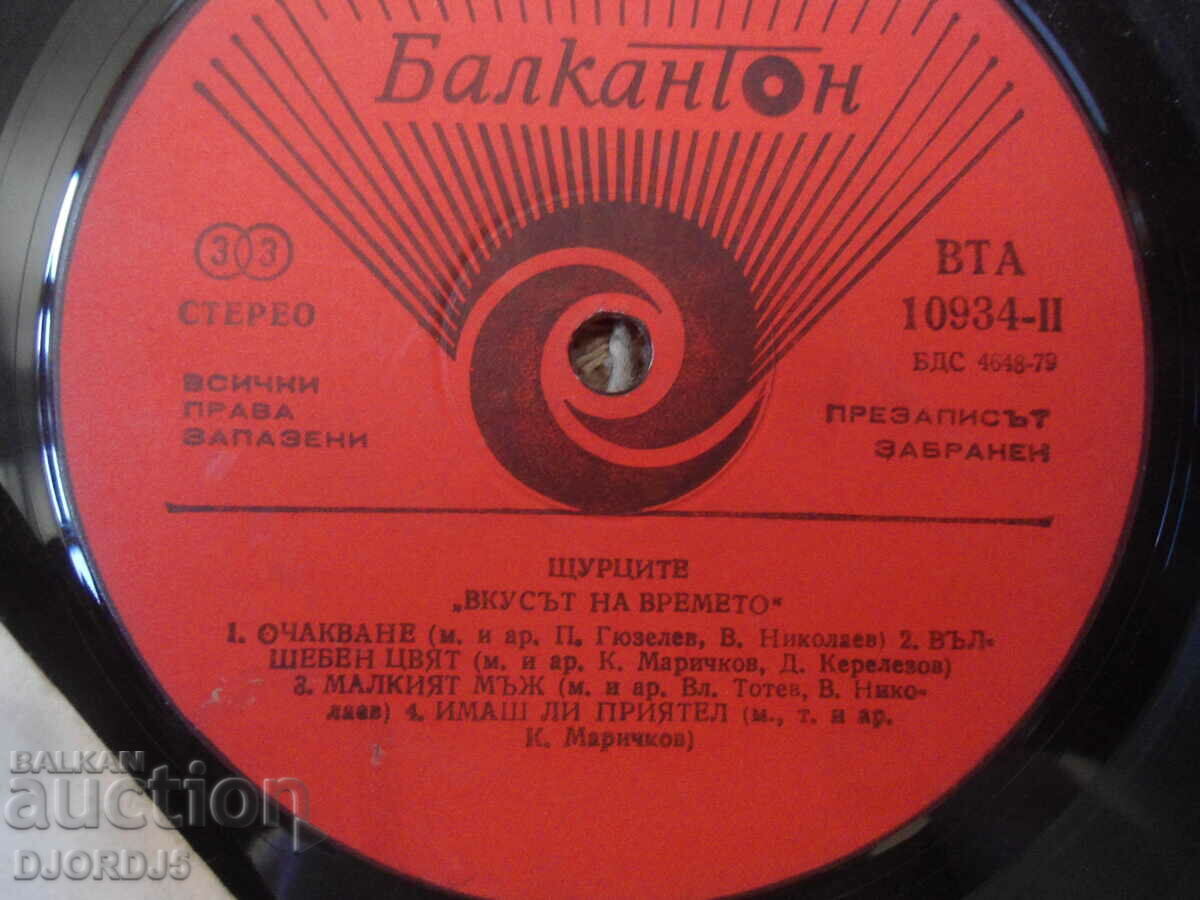 БалканТон
33
СТЕРЕО
ВТА
10934-II
БДС 4648-79
ВСИЧКИ
ПРАВА
ЗАПАЗЕНИ
ПРЕЗАПИСЪТ
ЗАБРАНЕН
ЩУРЦИТЕ
„ВКУСЪТ НА ВРЕМЕТО“
1. ОЧАКВАНЕ (м. и ар. П. Гюзелев, В. Николаев) 2. ВЪЛ-
ШЕБЕН ЦВЯТ (м. и ар. К. Маричков, Д. Керелезов)
3. МАЛКИЯТ МЪЖ (м. и ар. Вл. Тотев, В. Нико-
лаев) 4. ИМАШ ЛИ ПРИЯТЕЛ (м., т. и ар.
К. Маричков)
BALKAN
auction
DJORDJ5